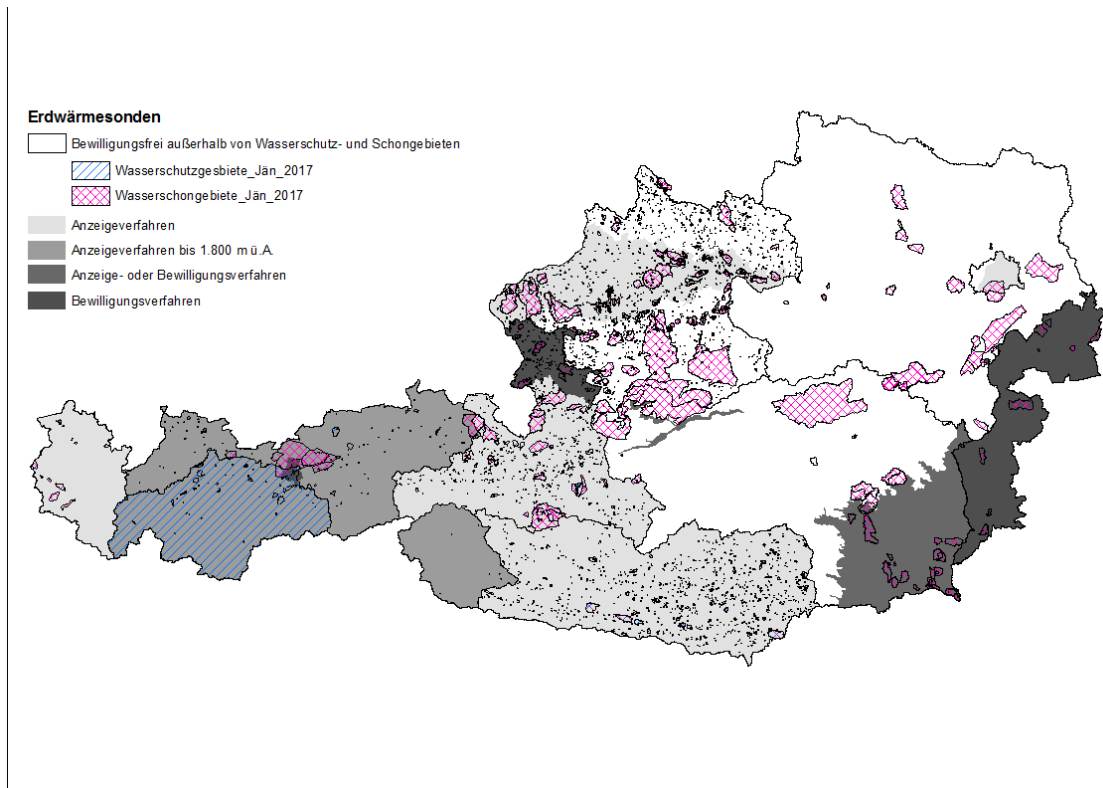 Erdwärmesonden
Bewilligungsfrei außerhalb von Wasserschutz- und Schongebieten
Wasserschutzgesbiete_Jän_2017
Wasserschongebiete_Jän_2017
Anzeigeverfahren
Anzeigeverfahren bis 1.800 m ü.A.
Anzeige- oder Bewilligungsverfahren
Bewilligungsverfahren